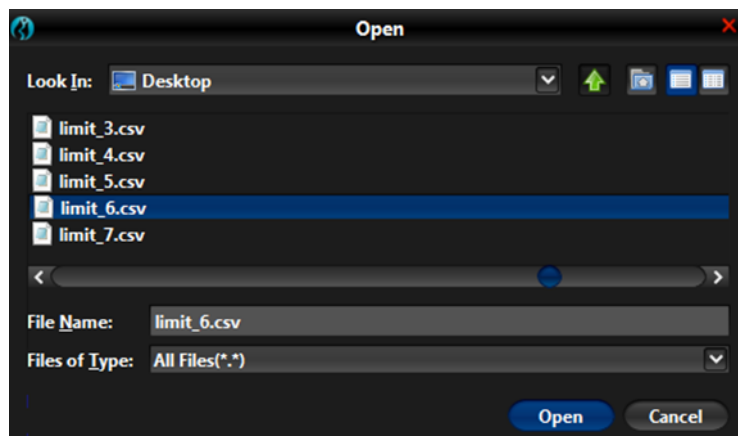 Open
Look In: Desktop
limit_3.csv
limit_4.csv
limit_5.csv
limit_6.csv
limit_7.csv
File Name: limit_6.csv
Files of Type: All Files(*.*)
Open Cancel